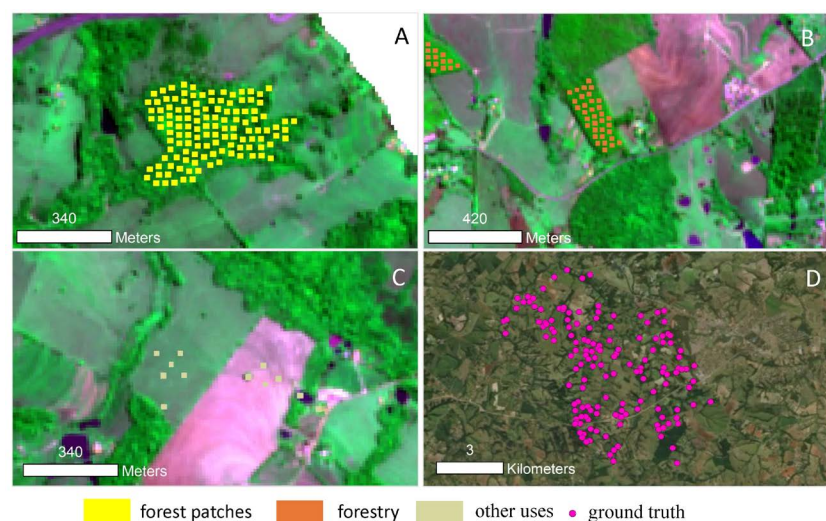 A
B
340 Meters
420 Meters
C
D
340 Meters
3 Kilometers
forest patches forestry other uses ground truth